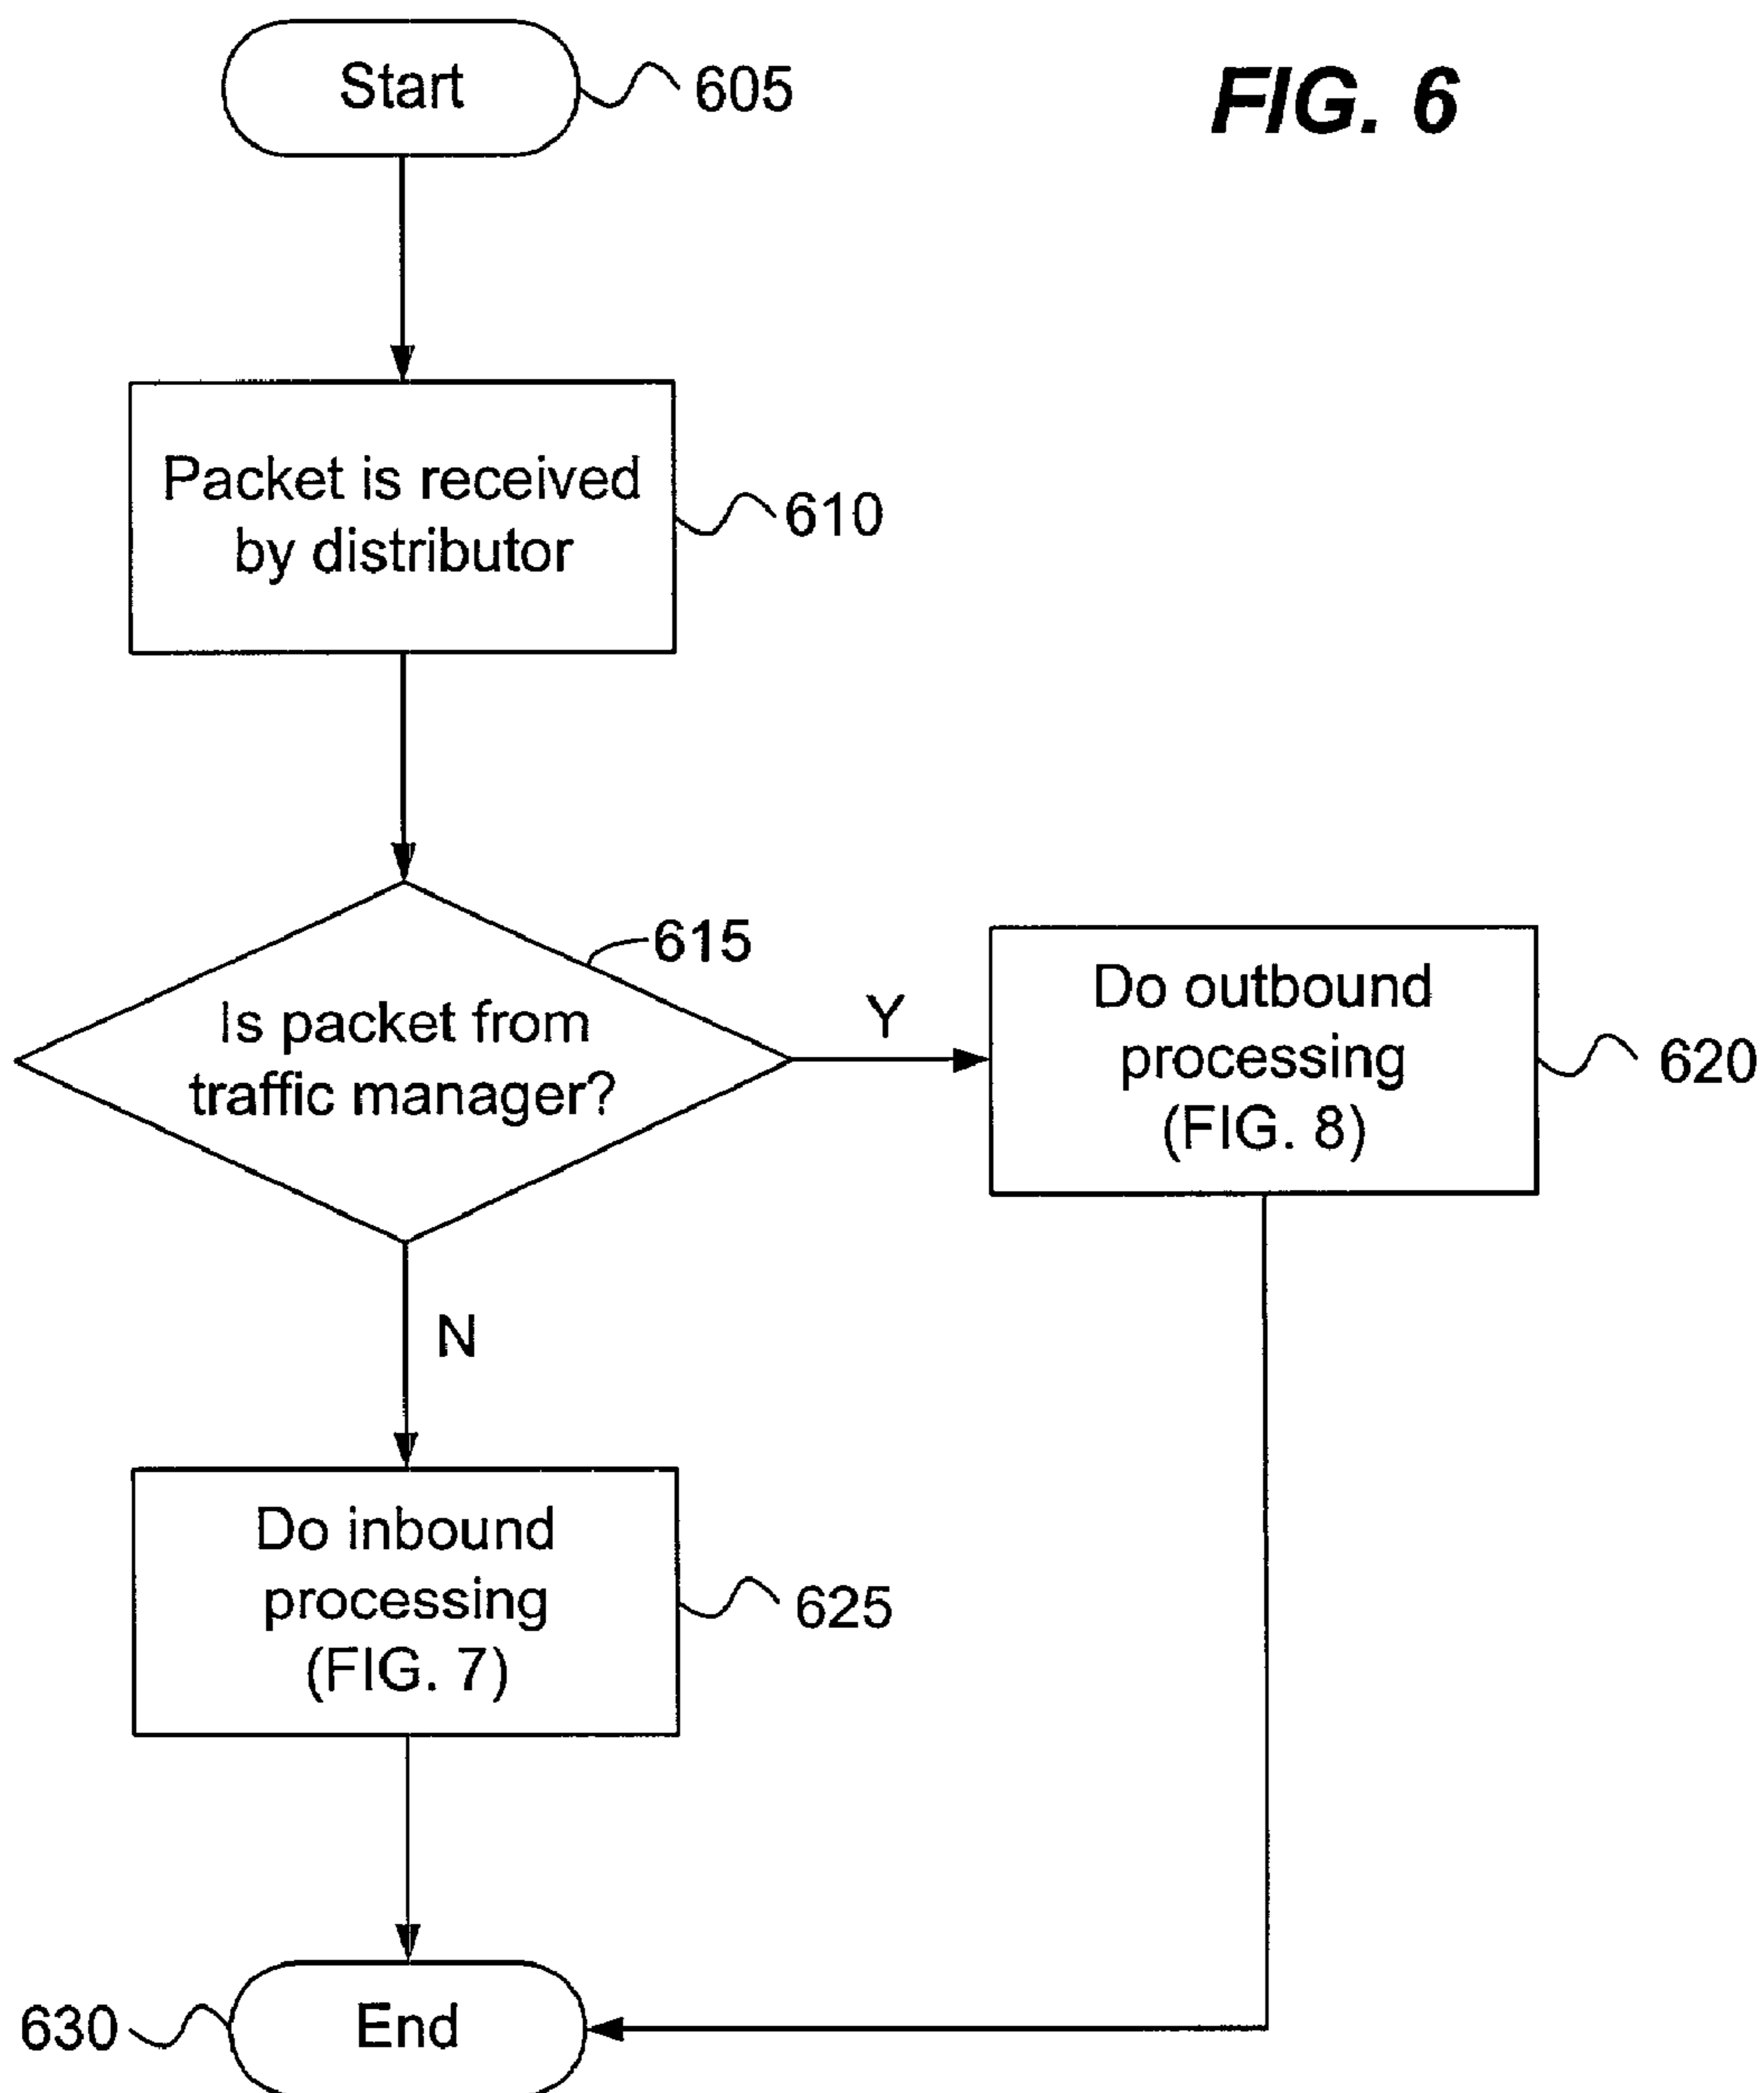 FIG. 6
Start
605
Packet is received
by distributor
610
615
Is packet from
traffic manager?
Y
Do outbound
processing
(FIG. 8)
620
N
Do inbound
processing
(FIG. 7)
625
630
End